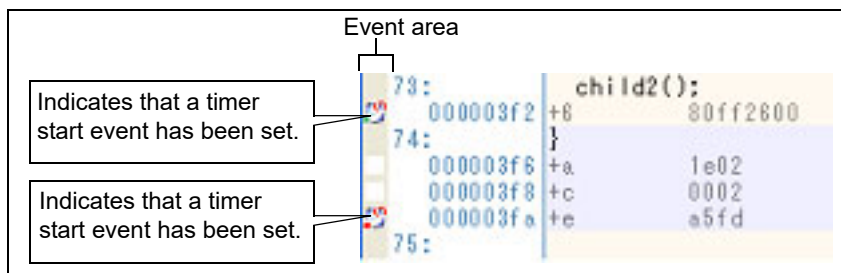 Event area
Indicates that a timer
start event has been set.
73: child2();
000003f2 +6 80ff2600
74: }
000003f6 +a 1e02
000003f8 +c 0002
Indicates that a timer
start event has been set.
000003fa +e a5fd
75: